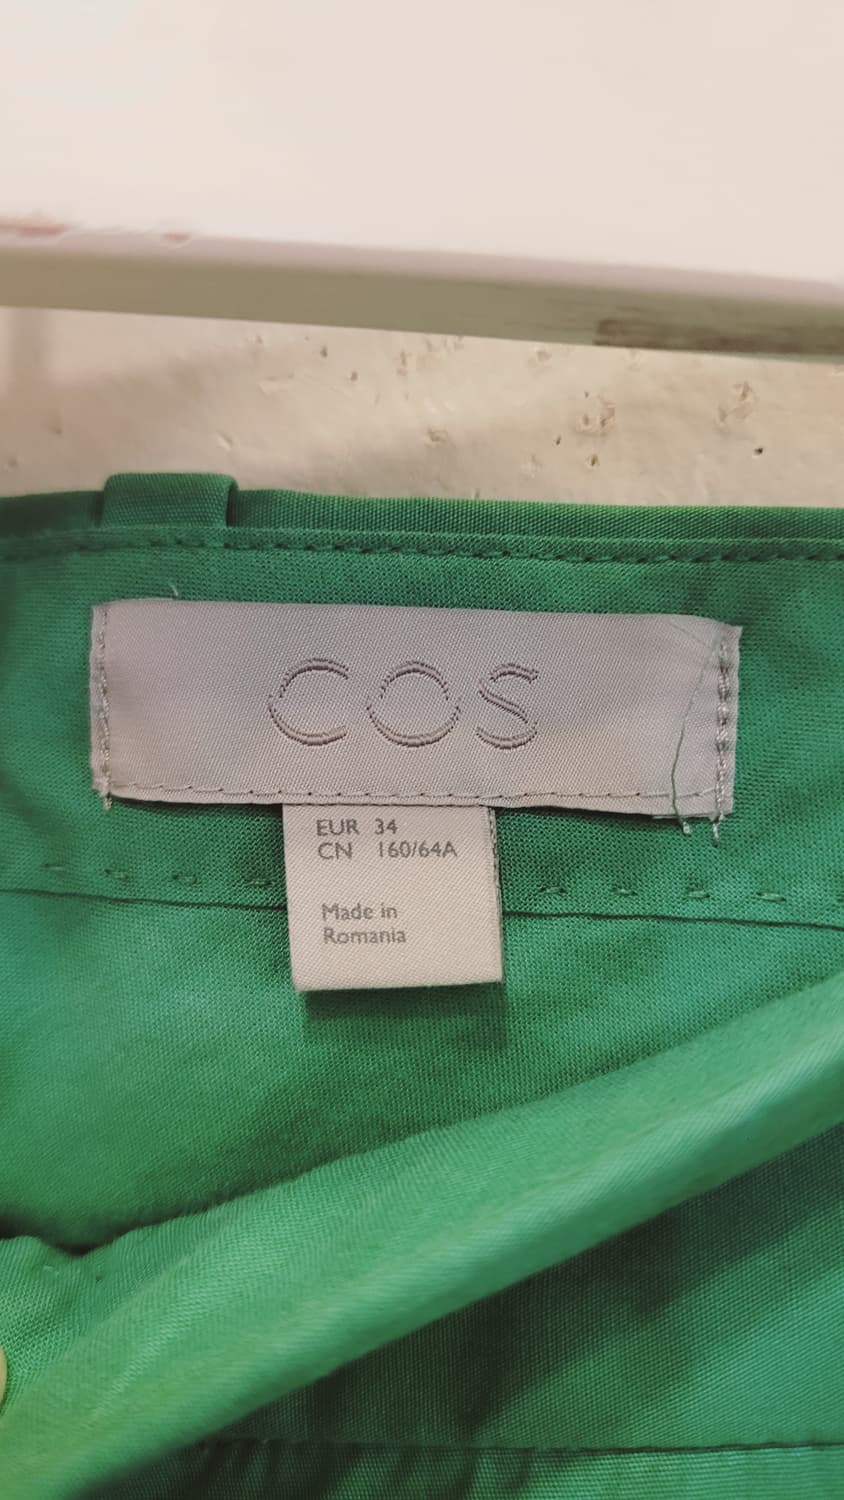 COS
EUR 34
CN 160/64A
Made in
Romania